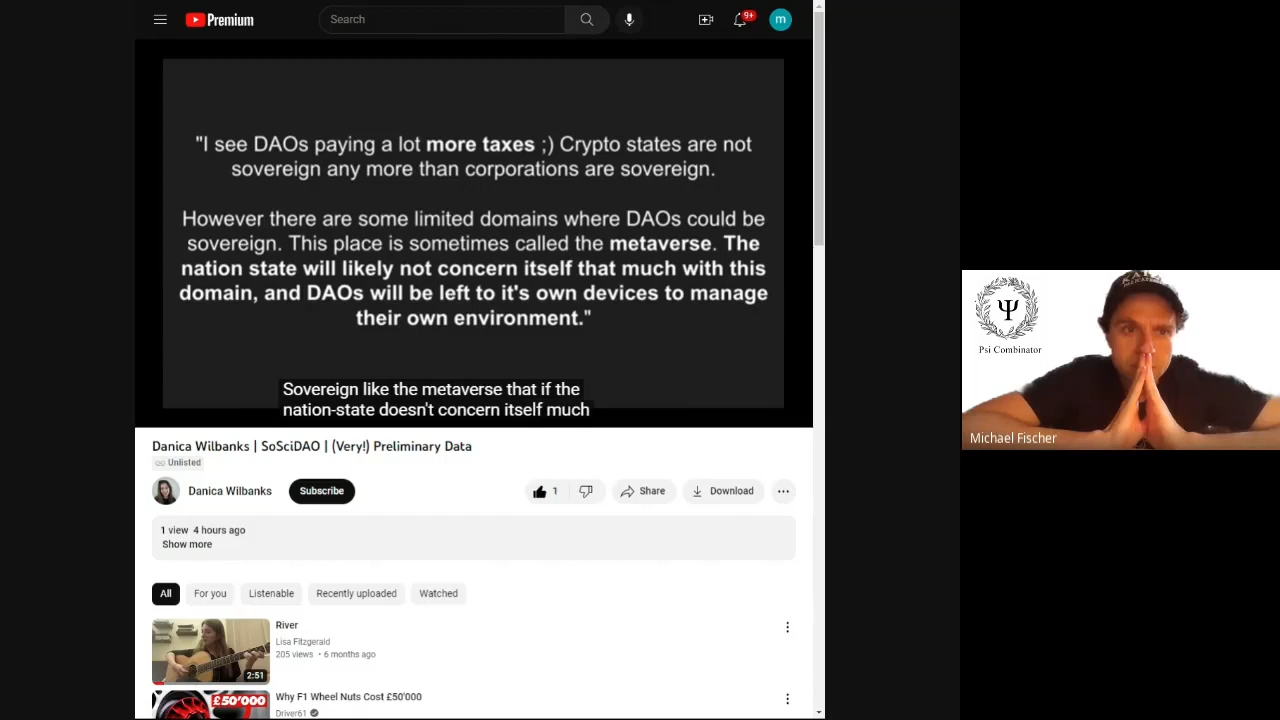 Premium
Search
9+
m
"I see DAOs paying a lot more taxes ;) Crypto states are not
sovereign any more than corporations are sovereign.
However there are some limited domains where DAOs could be
sovereign. This place is sometimes called the metaverse. The
nation state will likely not concern itself that much with this
domain, and DAOs will be left to it's own devices to manage
their own environment."
Sovereign like the metaverse that if the
nation-state doesn't concern itself much
Danica Wilbanks | SoSciDAO | (Very!) Preliminary Data
Unlisted
Danica Wilbanks
Subscribe
1
Share
Download
1 view 4 hours ago
Show more
All
For you
Listenable
Recently uploaded
Watched
River
Lisa Fitzgerald
205 views • 6 months ago
2:51
Why F1 Wheel Nuts Cost £50'000
Driver61
£50'000
Ψ
Psi Combinator
Michael Fischer